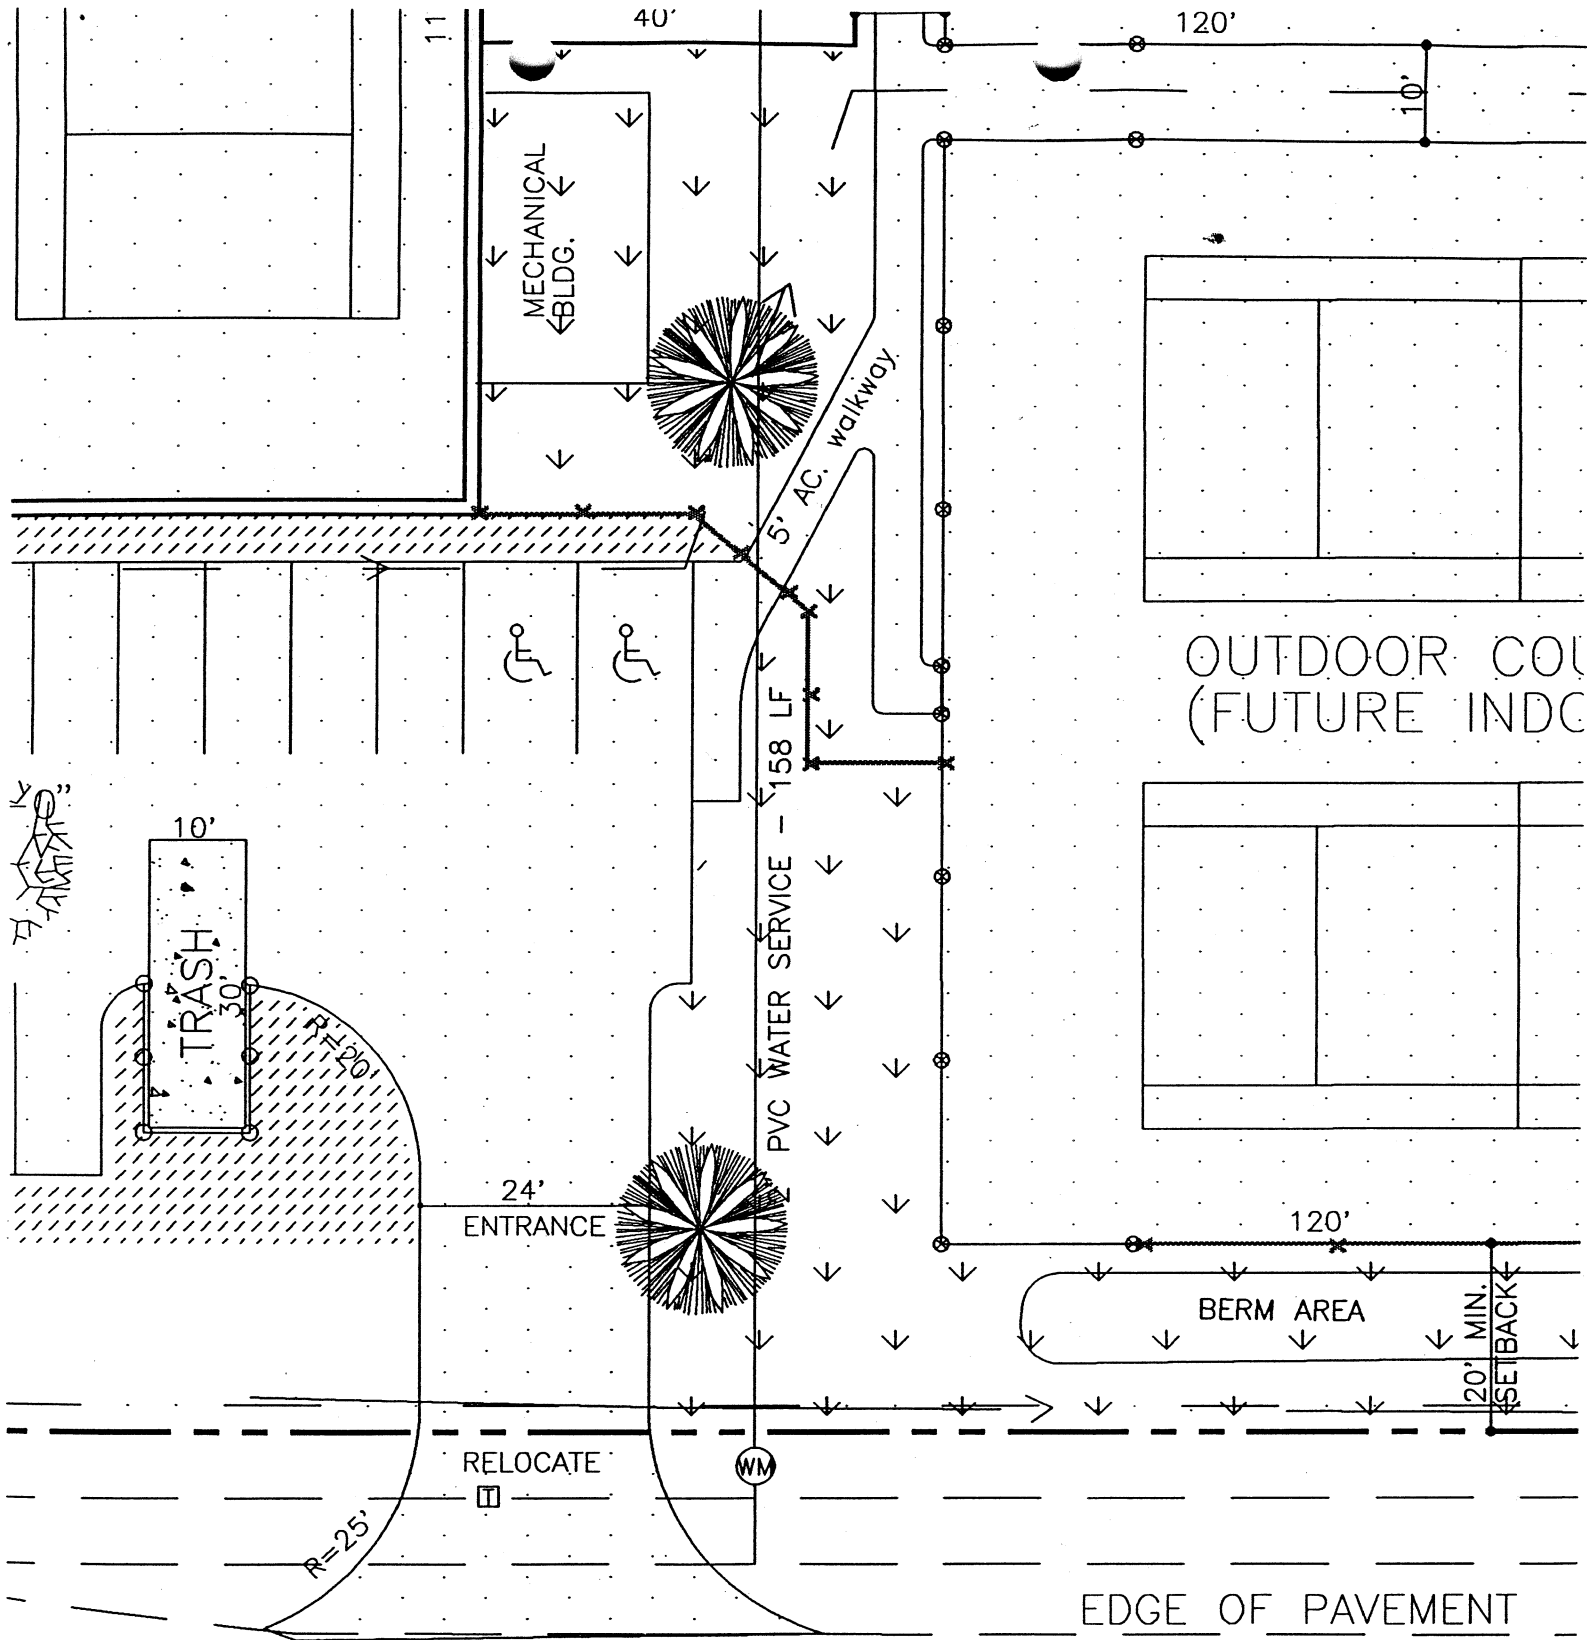 40'
120'
11
10'
MECHANICAL
BLDG.
5' AC. walkway
OUTDOOR COU
(FUTURE INDO
10'
TRASH
30'
R=20'
PVC WATER SERVICE - 158 LF
24'
ENTRANCE
120'
BERM AREA
20' MIN.
SETBACK
RELOCATE
T
WM
R=25'
EDGE OF PAVEMENT